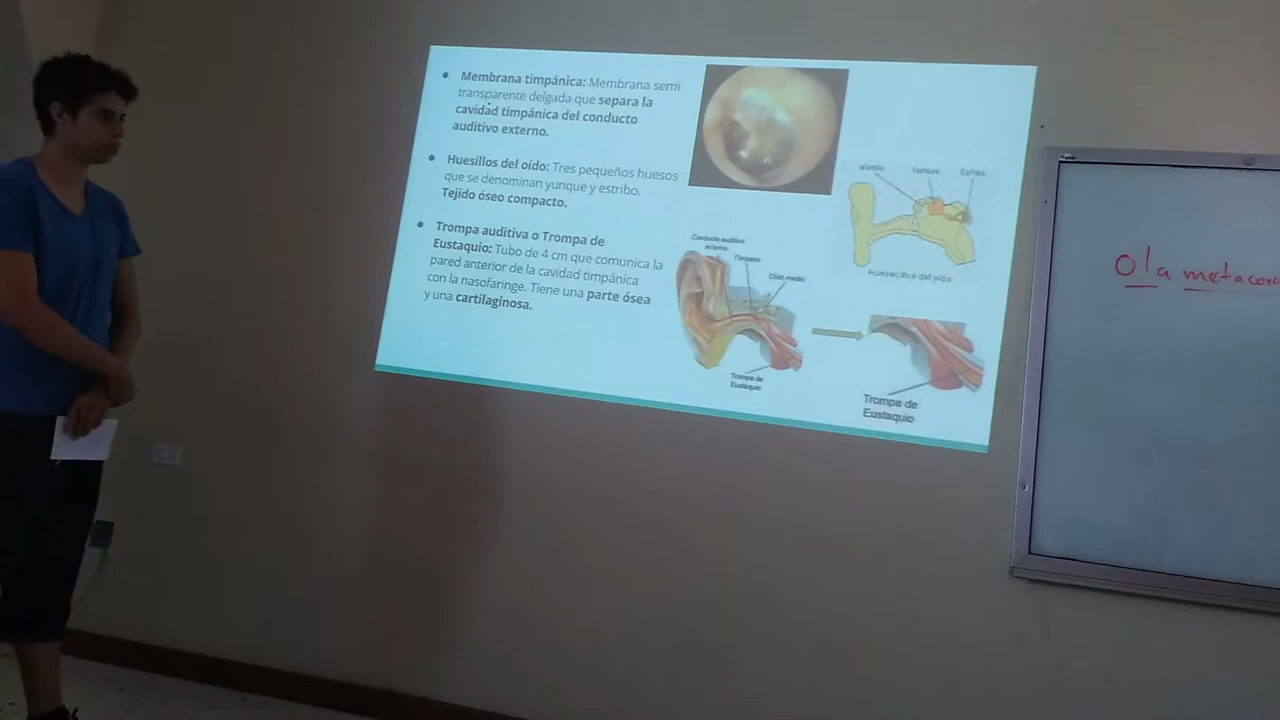 Membrana timpánica: Membrana semi
transparente delgada que separa la
cavidad timpánica del conducto
auditivo externo.
Huesillos del oído: Tres pequeños huesos
que se denominan yunque y estribo.
Tejido óseo compacto.
Trompa auditiva o Trompa de
Eustaquio: Tubo de 4 cm que comunica la
pared anterior de la cavidad timpánica
con la nasofaringe. Tiene una parte ósea
y una cartilaginosa.
Martillo Yunque Estribo
Huesecillos del oído
Conducto auditivo
externo
Tímpano
Oído medio
Trompa de
Eustaquio
Trompa de
Eustaquio
Ola